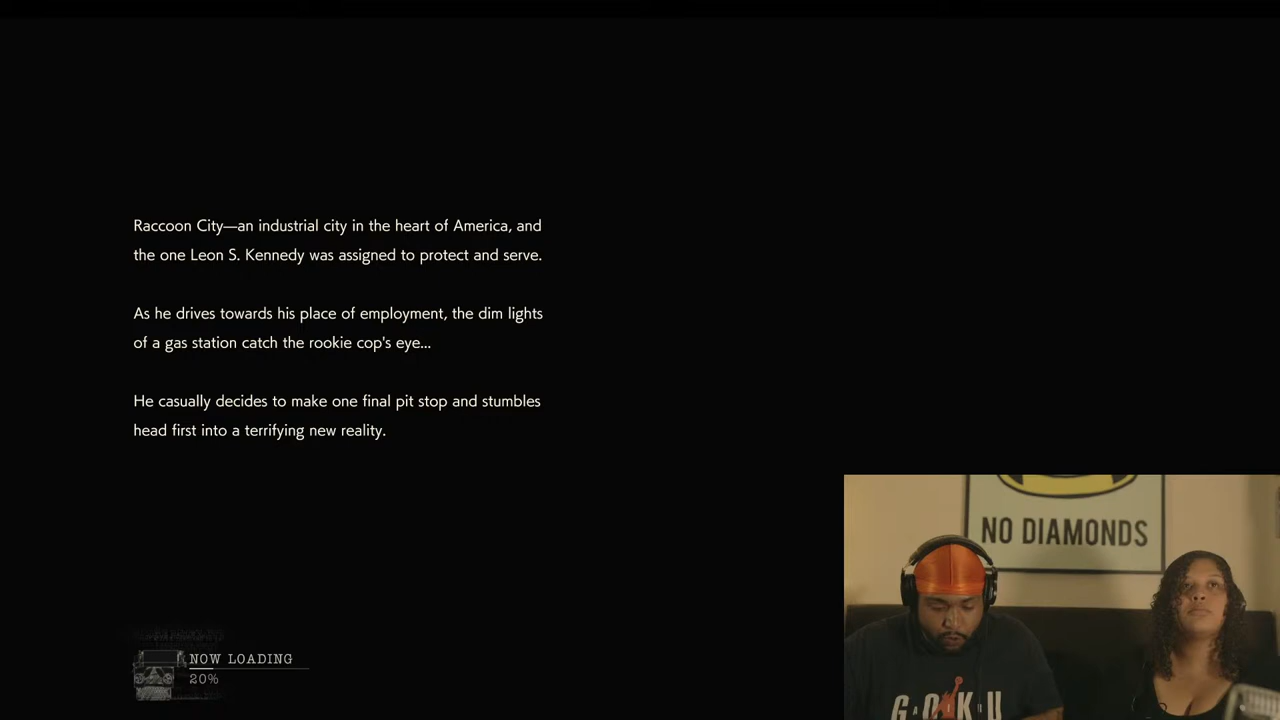 Raccoon City—an industrial city in the heart of America, and
the one Leon S. Kennedy was assigned to protect and serve.
As he drives towards his place of employment, the dim lights
of a gas station catch the rookie cop's eye...
He casually decides to make one final pit stop and stumbles
head first into a terrifying new reality.
NOW LOADING
20%
NO DIAMONDS
GOKU